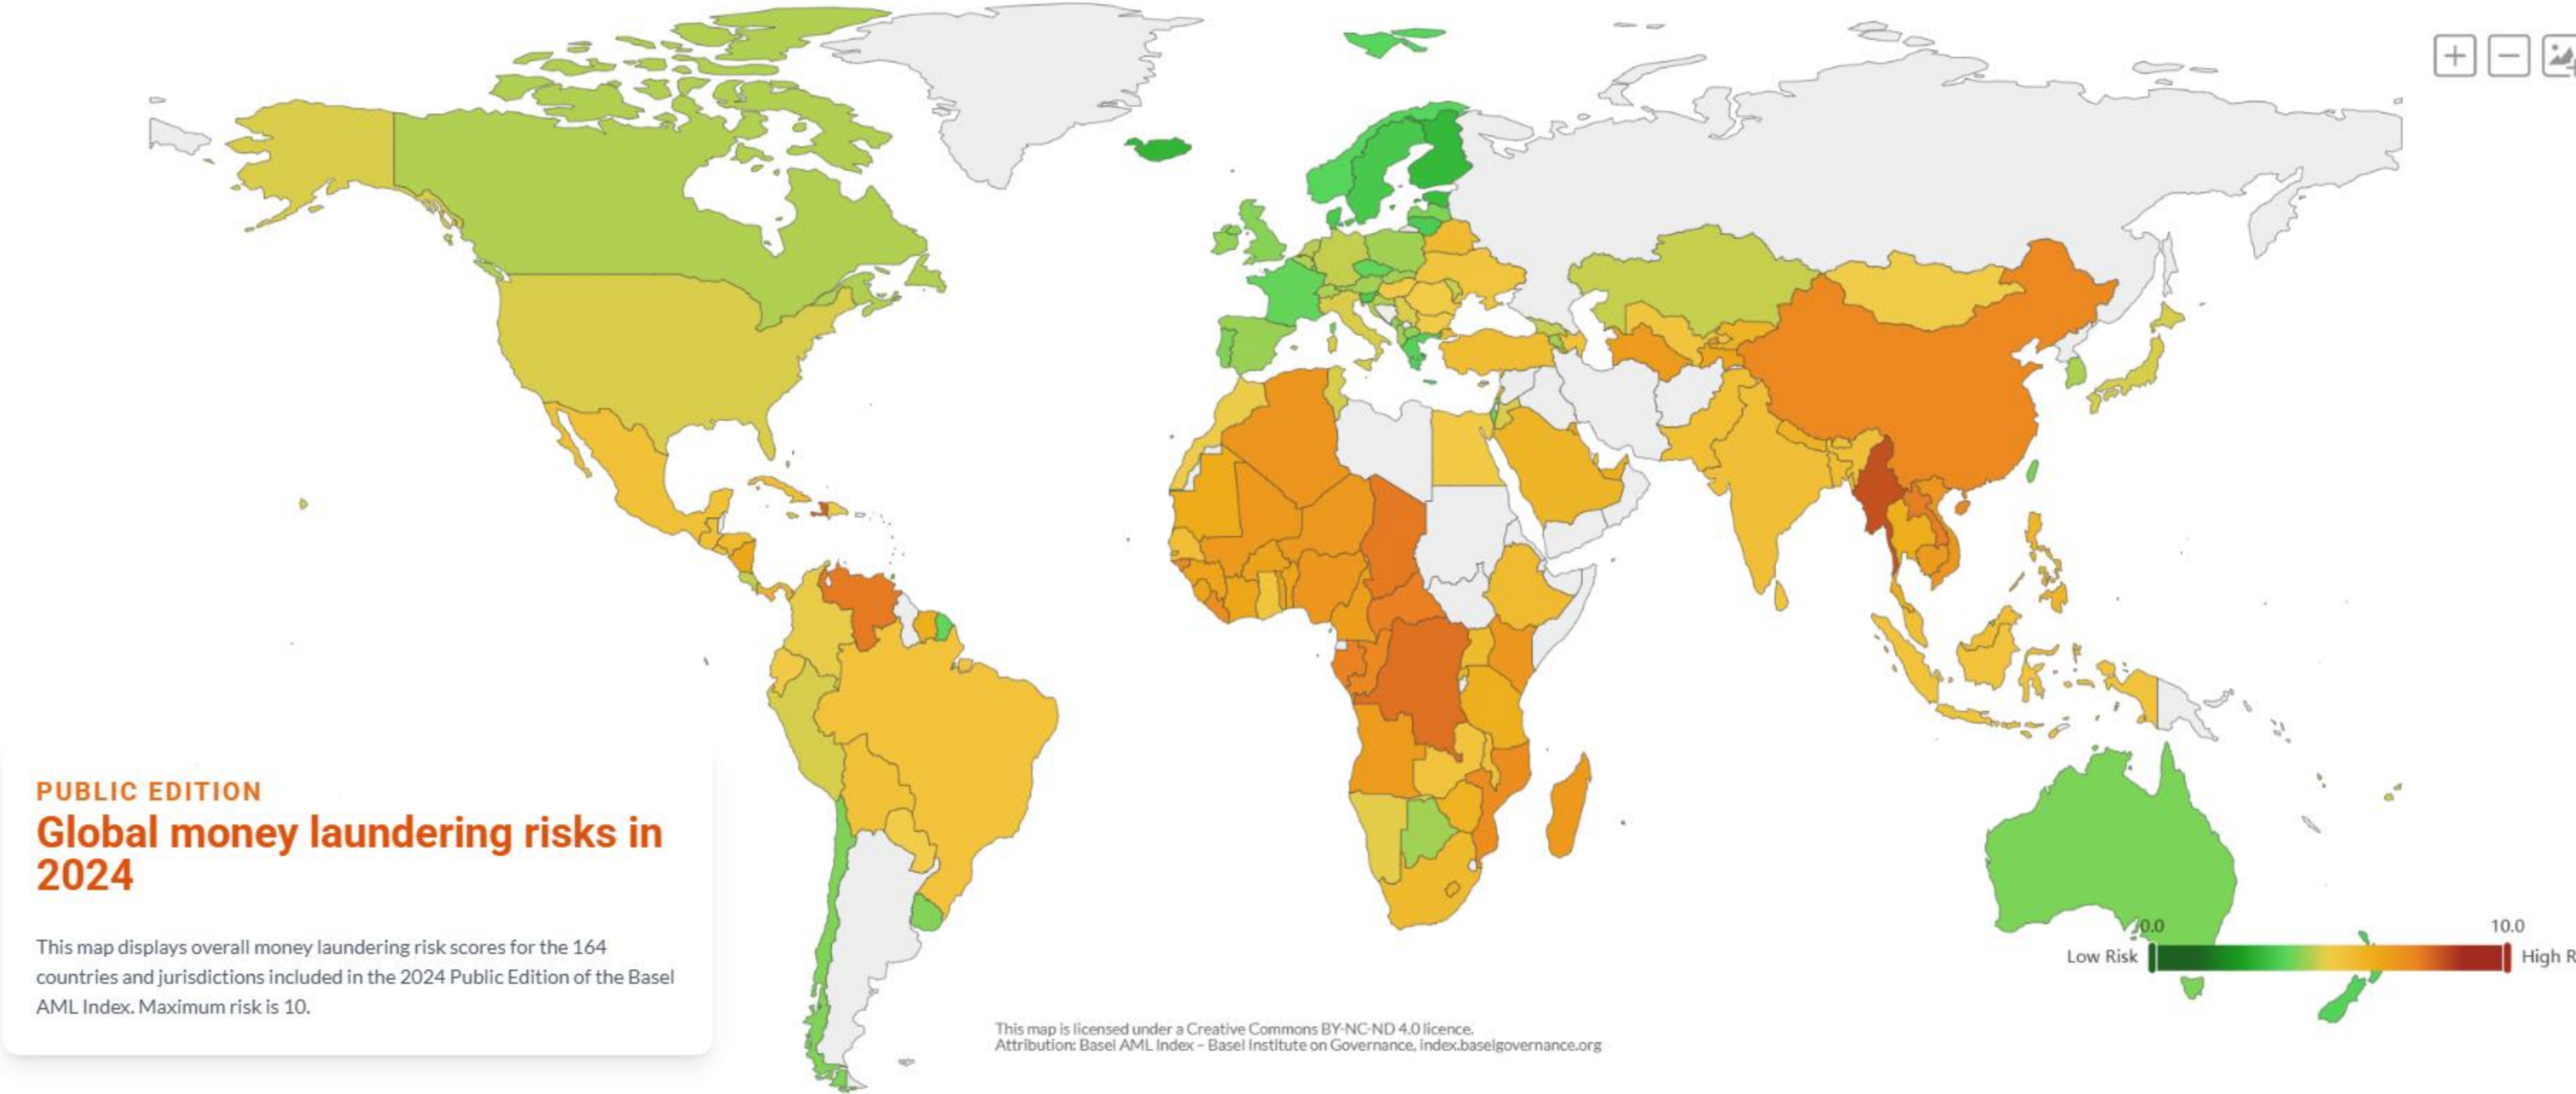 PUBLIC EDITION
Global money laundering risks in
2024
This map displays overall money laundering risk scores for the 164
countries and jurisdictions included in the 2024 Public Edition of the Basel
AML Index. Maximum risk is 10.
This map is licensed under a Creative Commons BY-NC-ND 4.0 licence.
Attribution: Basel AML Index – Basel Institute on Governance, index.baselgovernance.org
0.0 10.0
Low Risk High R